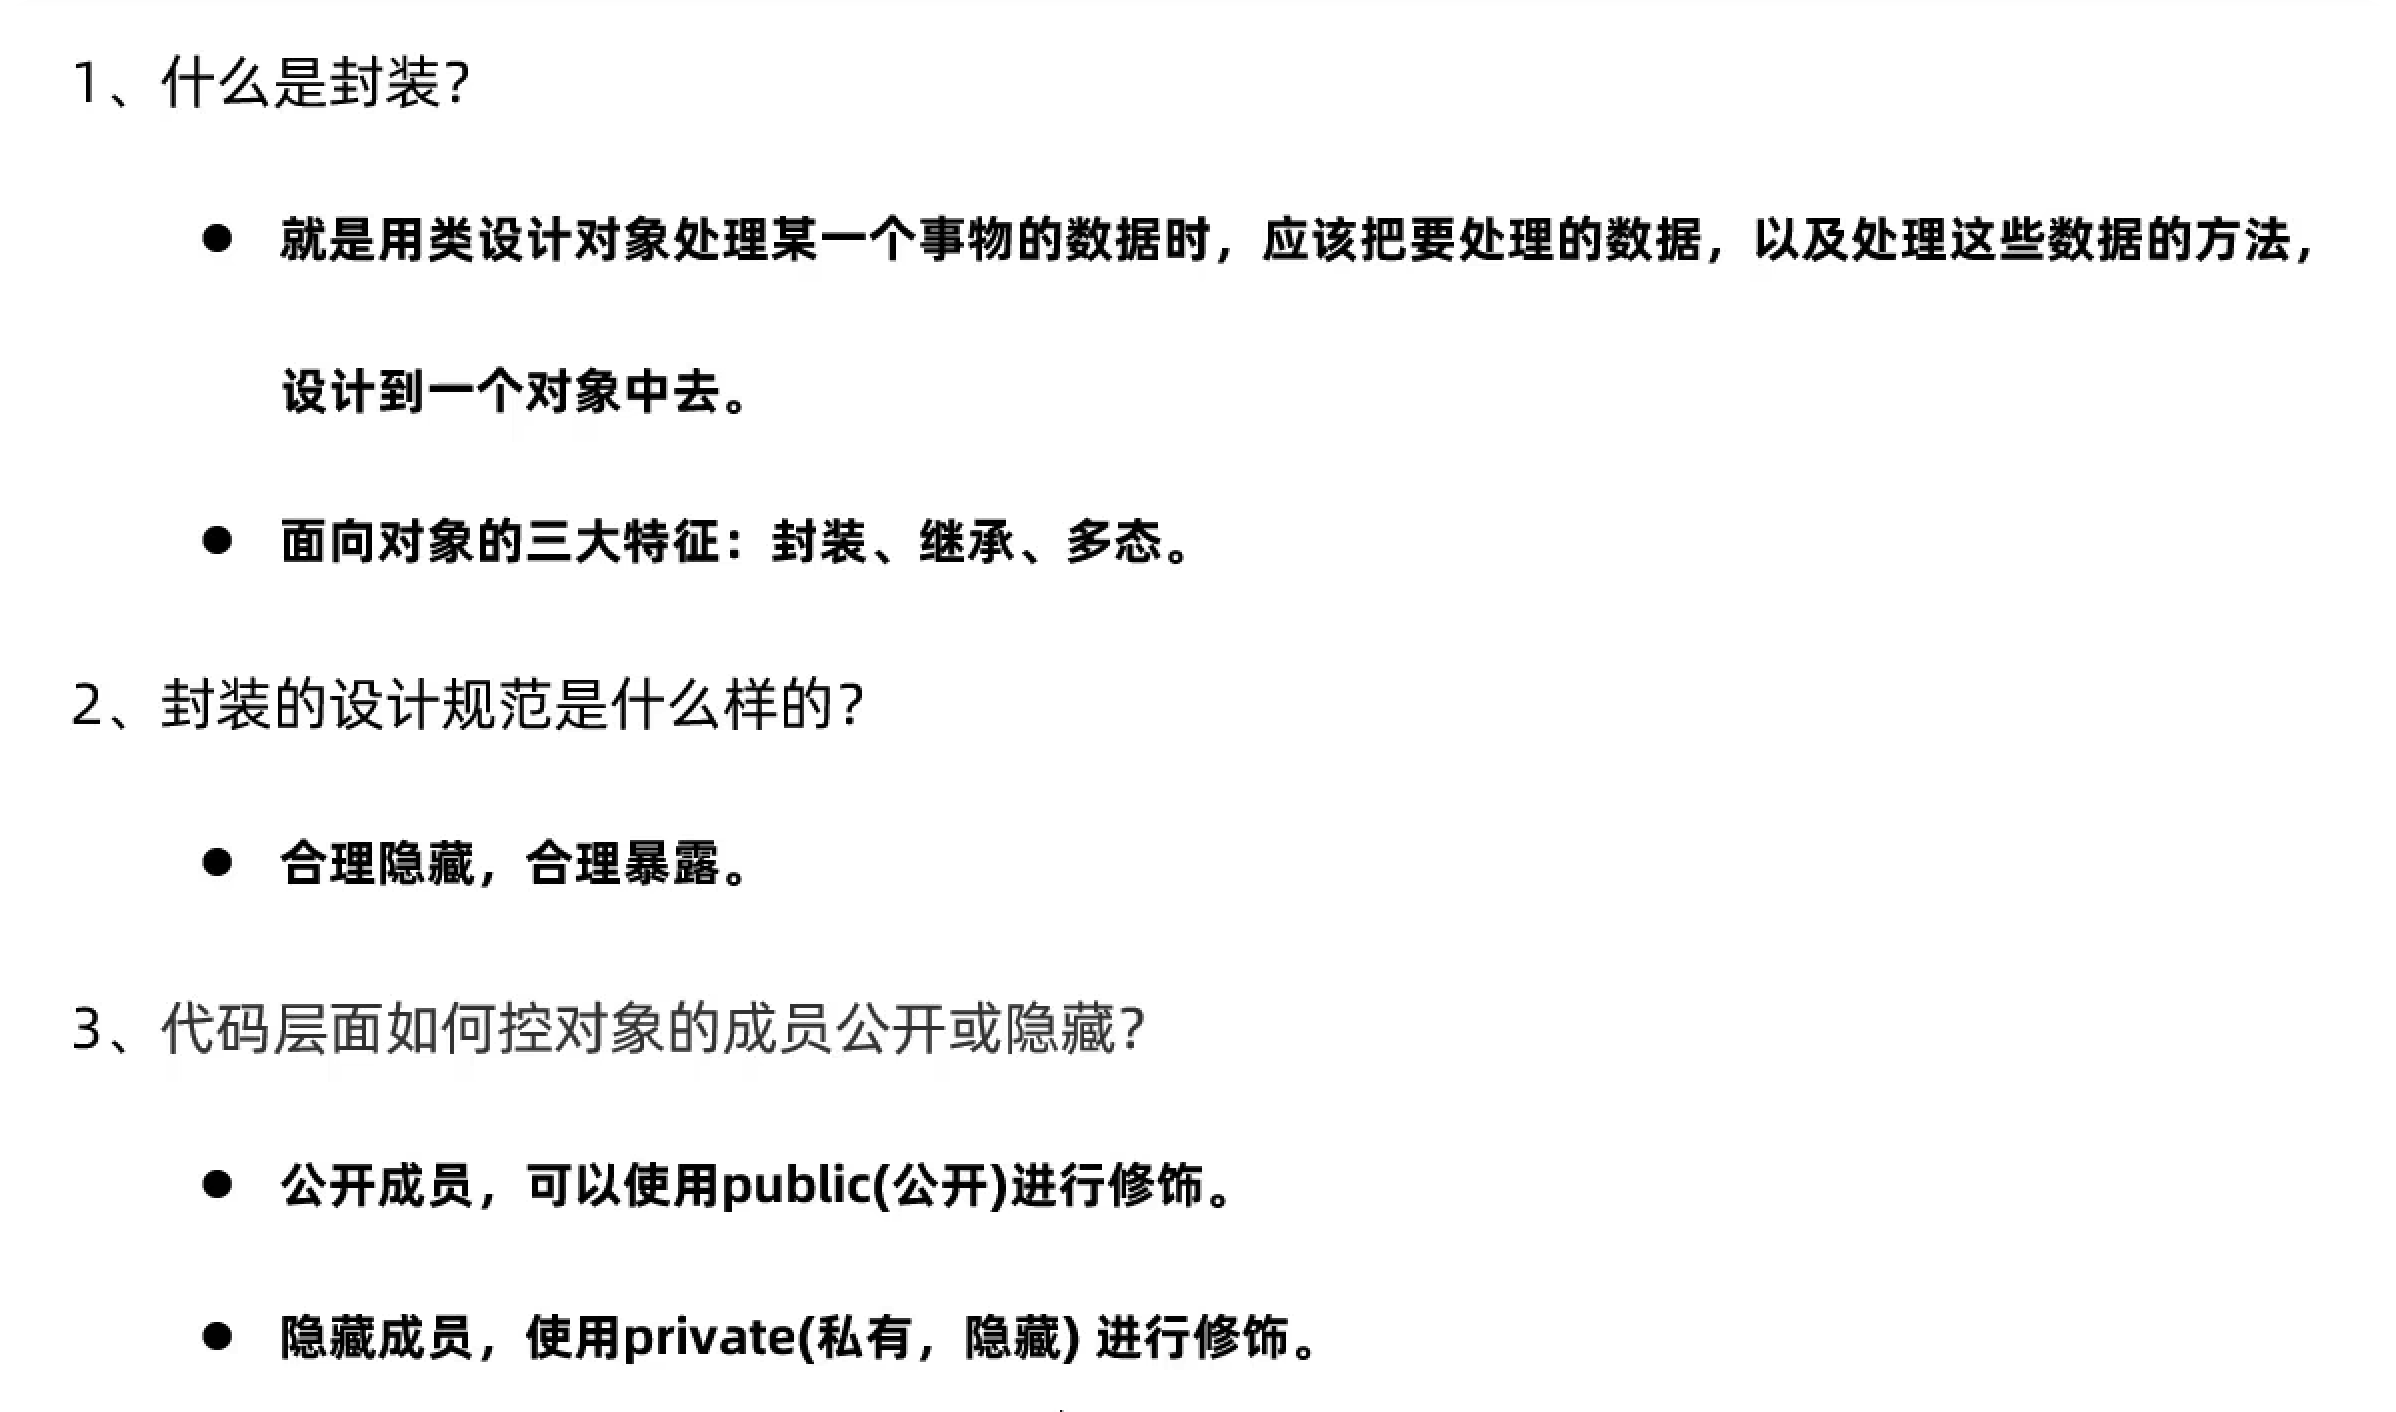 1、什么是封装？
● 就是用类设计对象处理某一个事物的数据时，应该把要处理的数据，以及处理这些数据的方法，
设计到一个对象中去。
● 面向对象的三大特征：封装、继承、多态。
2、封装的设计规范是什么样的？
● 合理隐藏，合理暴露。
3、代码层面如何控对象的成员公开或隐藏？
● 公开成员，可以使用public(公开)进行修饰。
● 隐藏成员，使用private(私有，隐藏) 进行修饰。